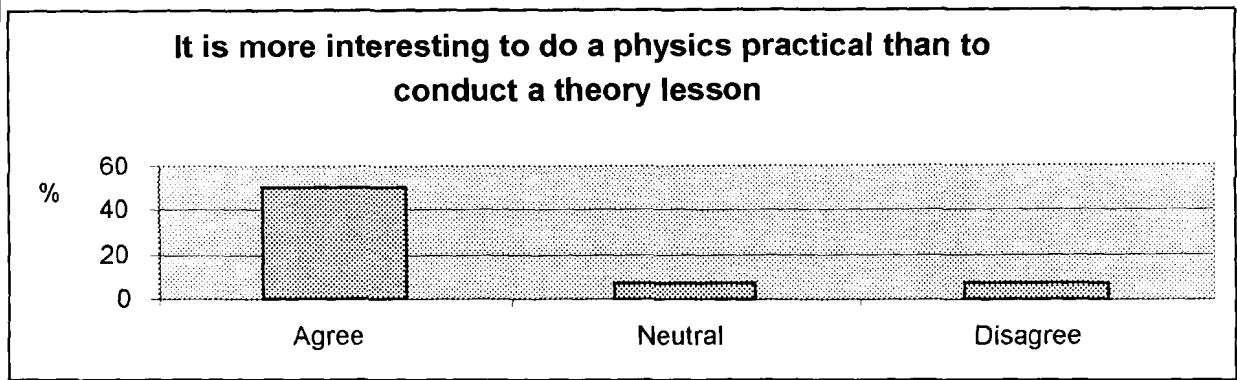 It is more interesting to do a physics practical than to
conduct a theory lesson
%
60
40
20
0
Agree Neutral Disagree